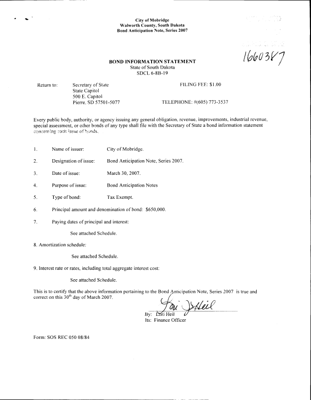 City of Mobridge
Walworth County, South Dakota
Bond Anticipation Note, Series 2007
1660387
BOND INFORMATION STATEMENT
State of South Dakota
SDCL 6-8B-19
Return to: Secretary of State FILING FEE: $1.00
State Capitol
500 E. Capitol
Pierre, SD 57501-5077 TELEPHONE: #(605) 773-3537
Every public body, authority, or agency issuing any general obligation, revenue, improvements, industrial revenue,
special assessment, or other bonds of any type shall file with the Secretary of State a bond information statement
concerning each issue of bonds.
1. Name of issuer: City of Mobridge.
2. Designation of issue: Bond Anticipation Note, Series 2007.
3. Date of issue: March 30, 2007.
4. Purpose of issue: Bond Anticipation Notes
5. Type of bond: Tax Exempt.
6. Principal amount and denomination of bond: $650,000.
7. Paying dates of principal and interest:
See attached Schedule.
8. Amortization schedule:
See attached Schedule.
9. Interest rate or rates, including total aggregate interest cost:
See attached Schedule.
This is to certify that the above information pertaining to the Bond Anticipation Note, Series 2007 is true and
correct on this 30th day of March 2007.
By: Heil
Its: Finance Officer
Form: SOS REC 050 08/84